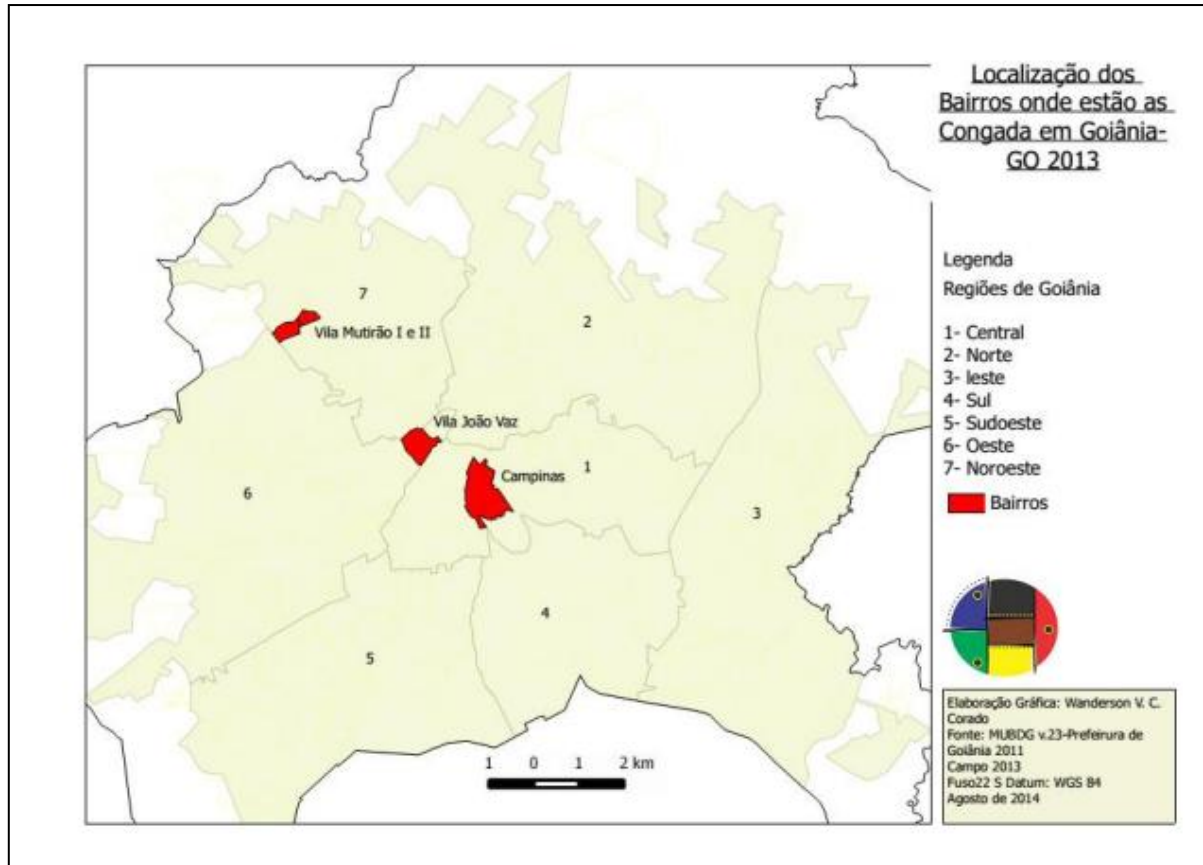 Localização dos
Bairros onde estão as
Congada em Goiânia-
GO 2013
7
Vila Mutirão I e II
2
Vila João Vaz
Campinas
1
6
3
4
5
1 0 1 2 km
Legenda
Regiões de Goiânia
1- Central
2- Norte
3- leste
4- Sul
5- Sudoeste
6- Oeste
7- Noroeste
Bairros
Elaboração Gráfica: Wanderson V. C.
Corado
Fonte: MUBDG v.23-Prefeirura de
Goiânia 2011
Campo 2013
Fuso22 S Datum: WGS 84
Agosto de 2014